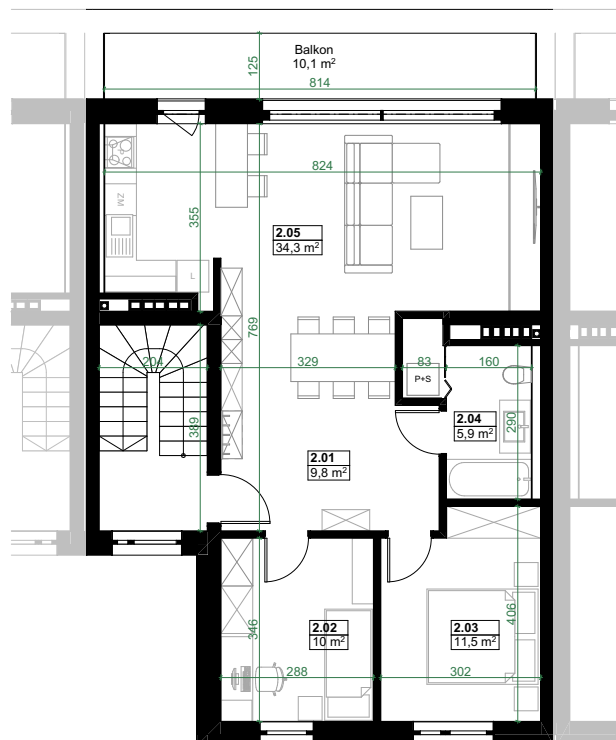 Balkon
10,1 m²
125
814
824
ZM
355
2.05
34,3 m²
L
769
204
329
83
160
P+S
389
290
2.04
5,9 m²
2.01
9,8 m²
346
2.02
10 m²
2.03
11,5 m²
406
288
302